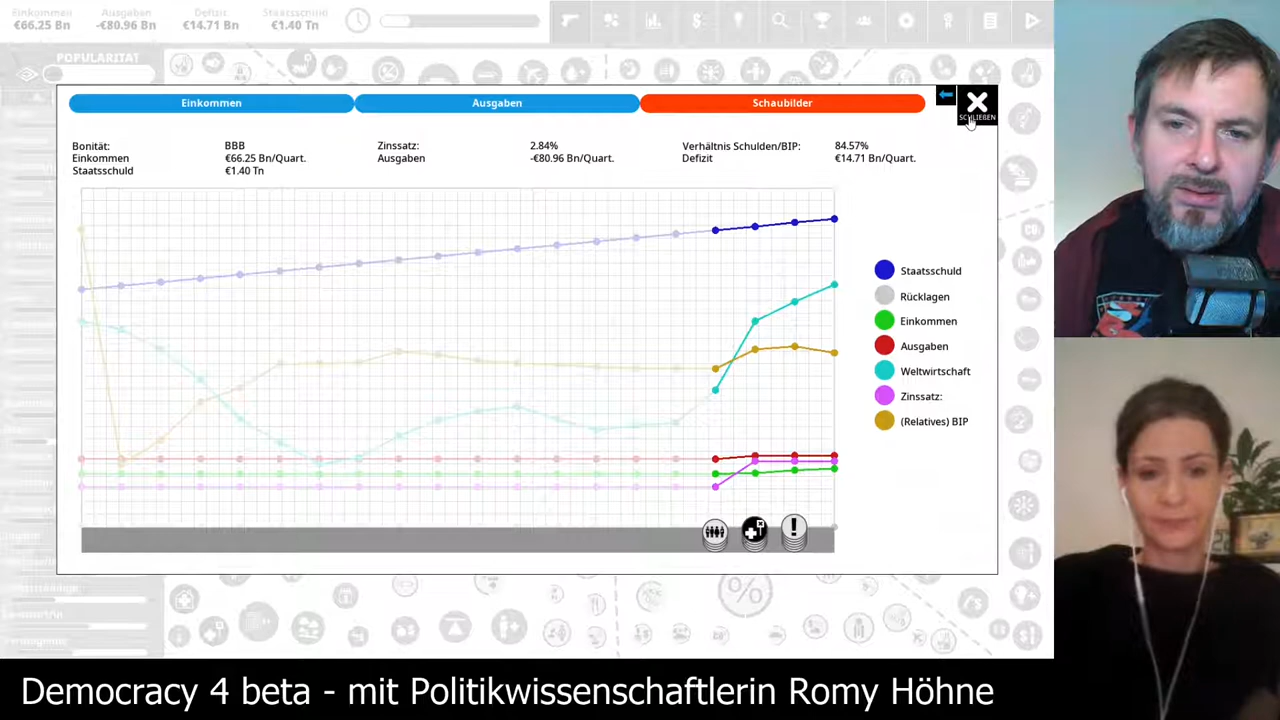 Einkommen Ausgaben Defizit Staatsschuld
€66.25 Bn -€80.96 Bn €14.71 Bn €1.40 Tn
POPULARITÄT
Einkommen Ausgaben Schaubilder
SCHLIEßEN
Bonität: BBB Zinssatz: 2.84% Verhältnis Schulden/BIP: 84.57%
Einkommen €66.25 Bn/Quart. Ausgaben -€80.96 Bn/Quart. Defizit €14.71 Bn/Quart.
Staatsschuld €1.40 Tn
Staatsschuld
Rücklagen
Einkommen
Ausgaben
Weltwirtschaft
Zinssatz:
(Relatives) BIP
Democracy 4 beta - mit Politikwissenschaftlerin Romy Höhne